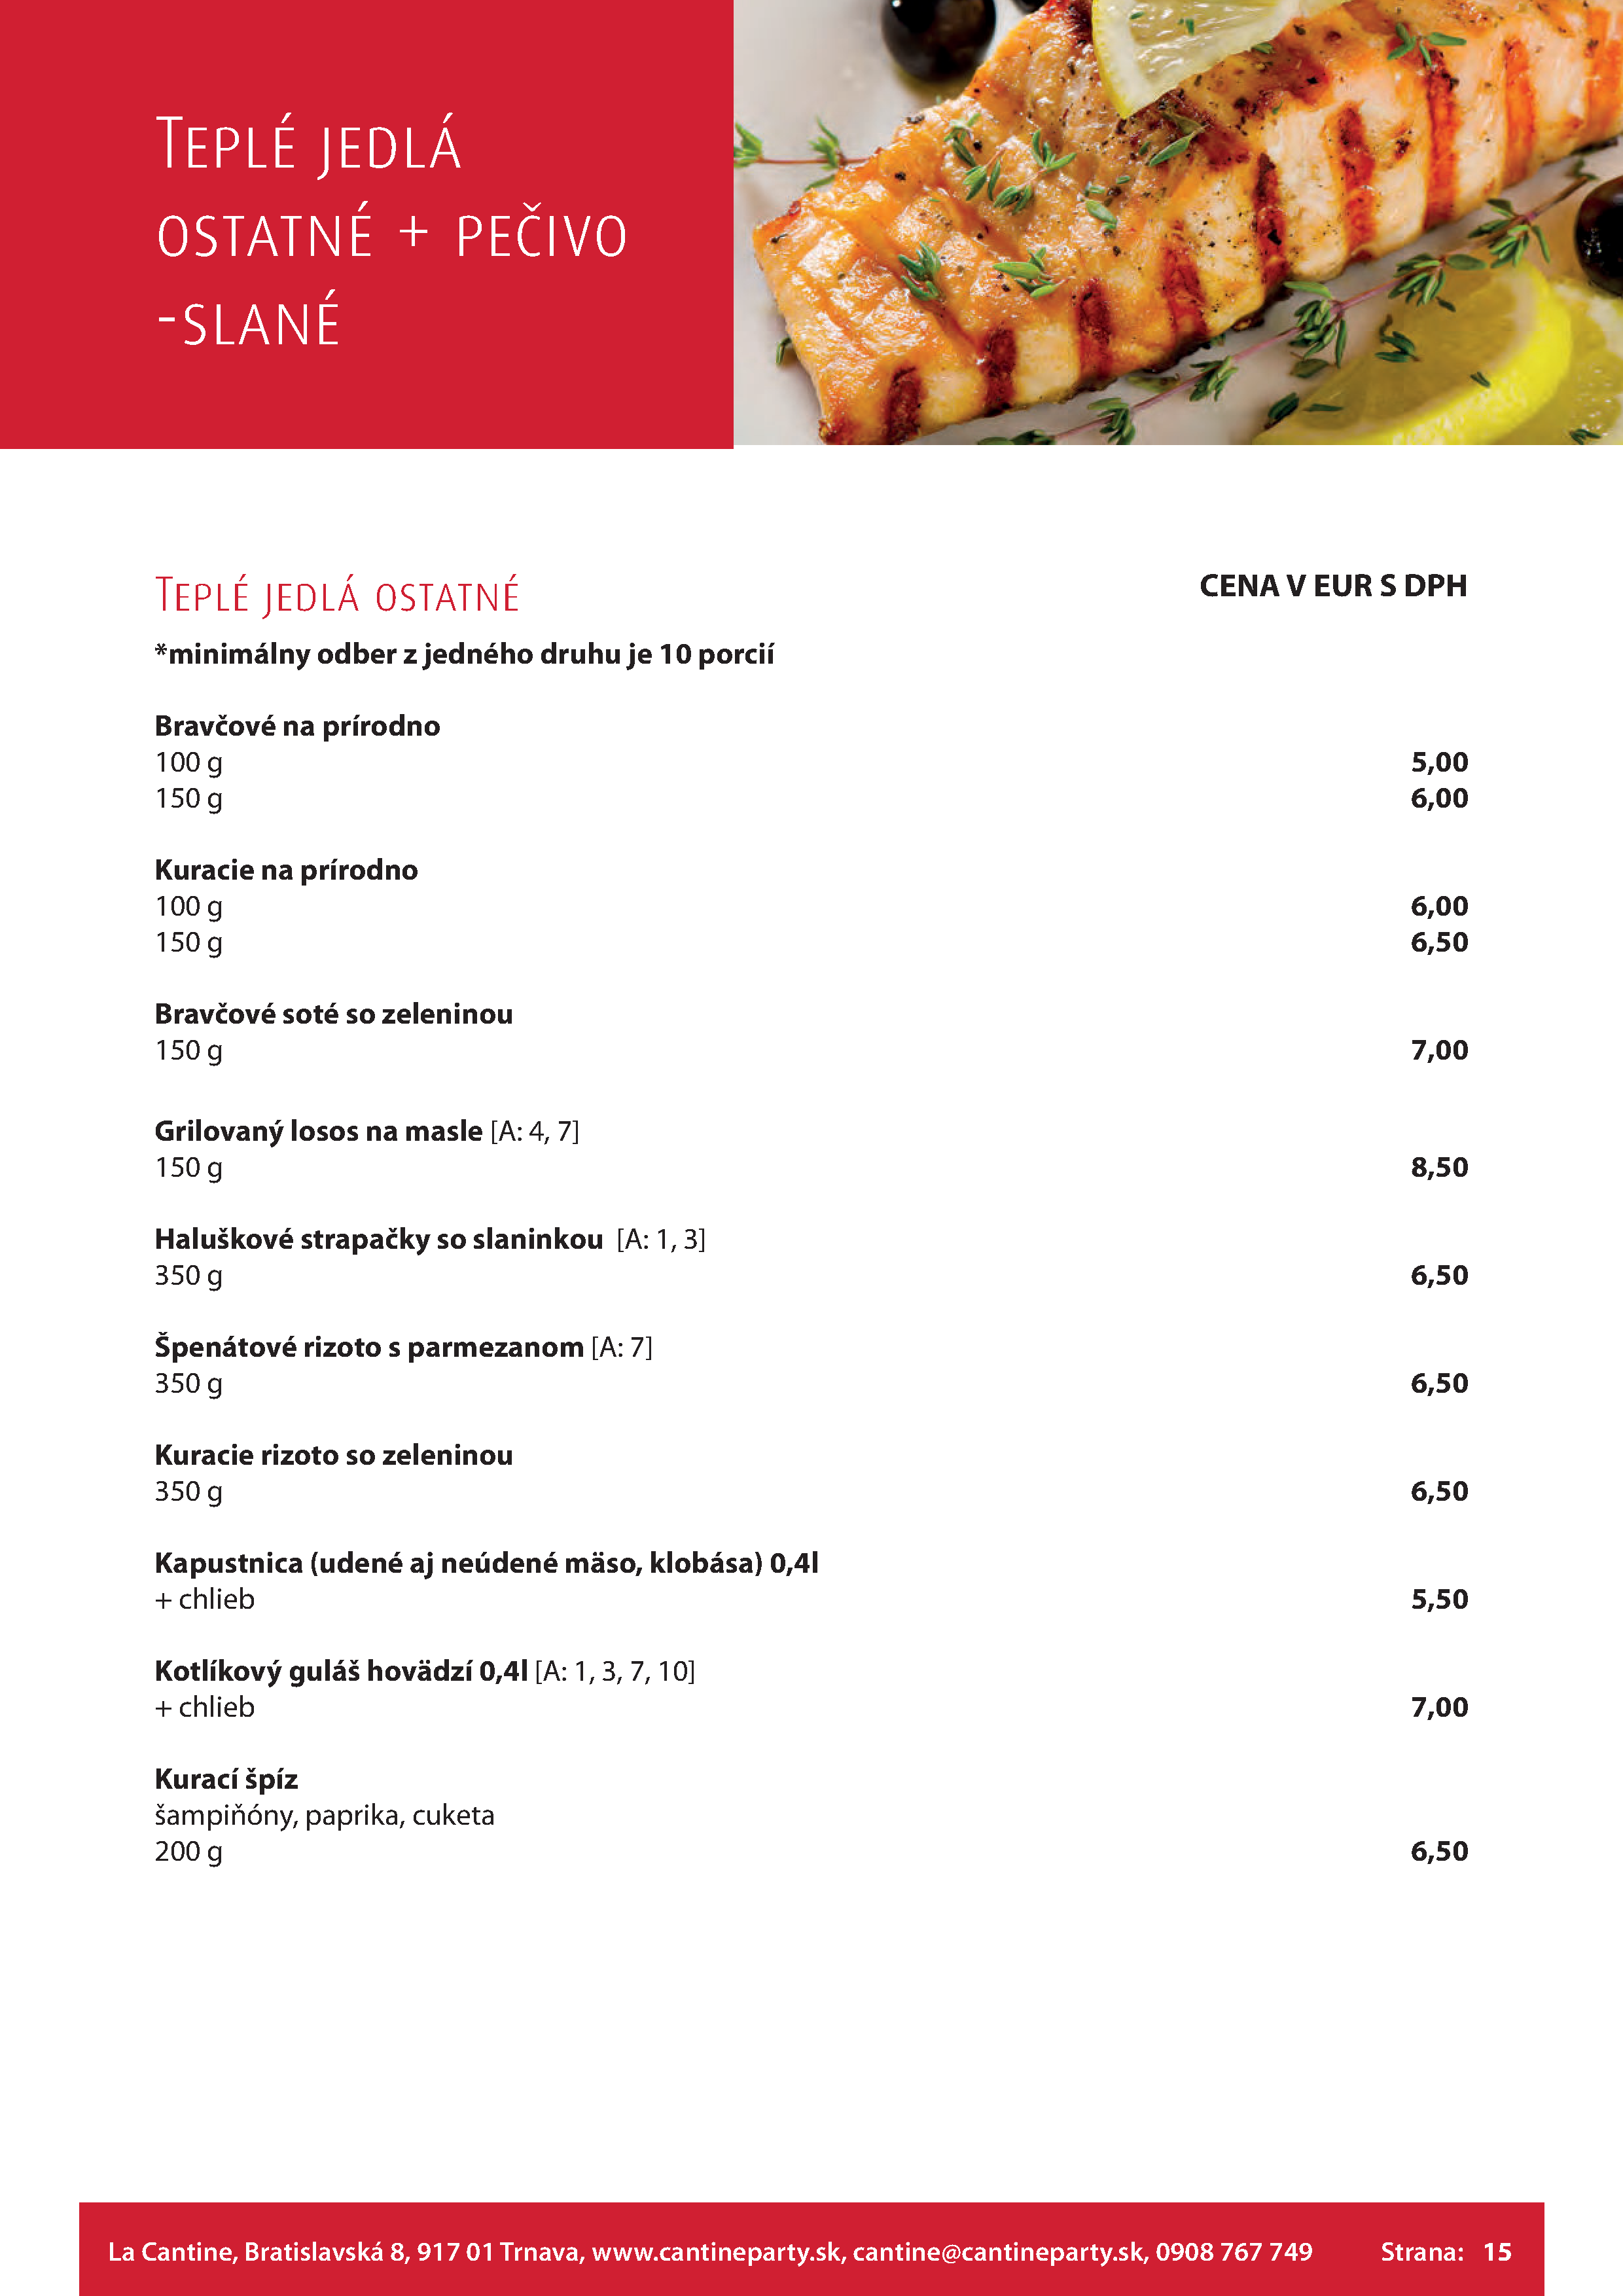 Teplé jedlá
ostatné + pečivo
-slané
Teplé jedlá ostatné
CENA V EUR S DPH
*minimálny odber z jedného druhu je 10 porcií
Bravčové na prírodno
100 g 5,00
150 g 6,00
Kuracie na prírodno
100 g 6,00
150 g 6,50
Bravčové soté so zeleninou
150 g 7,00
Grilovaný losos na masle [A: 4, 7]
150 g 8,50
Haluškové strapačky so slaninkou [A: 1, 3]
350 g 6,50
Špenátové rizoto s parmezanom [A: 7]
350 g 6,50
Kuracie rizoto so zeleninou
350 g 6,50
Kapustnica (udené aj neúdené mäso, klobása) 0,4l
+ chlieb 5,50
Kotlíkový guláš hovädzí 0,4l [A: 1, 3, 7, 10]
+ chlieb 7,00
Kurací špíz
šampiňóny, paprika, cuketa
200 g 6,50
La Cantine, Bratislavská 8, 917 01 Trnava, www.cantineparty.sk, cantine@cantineparty.sk, 0908 767 749 Strana: 15